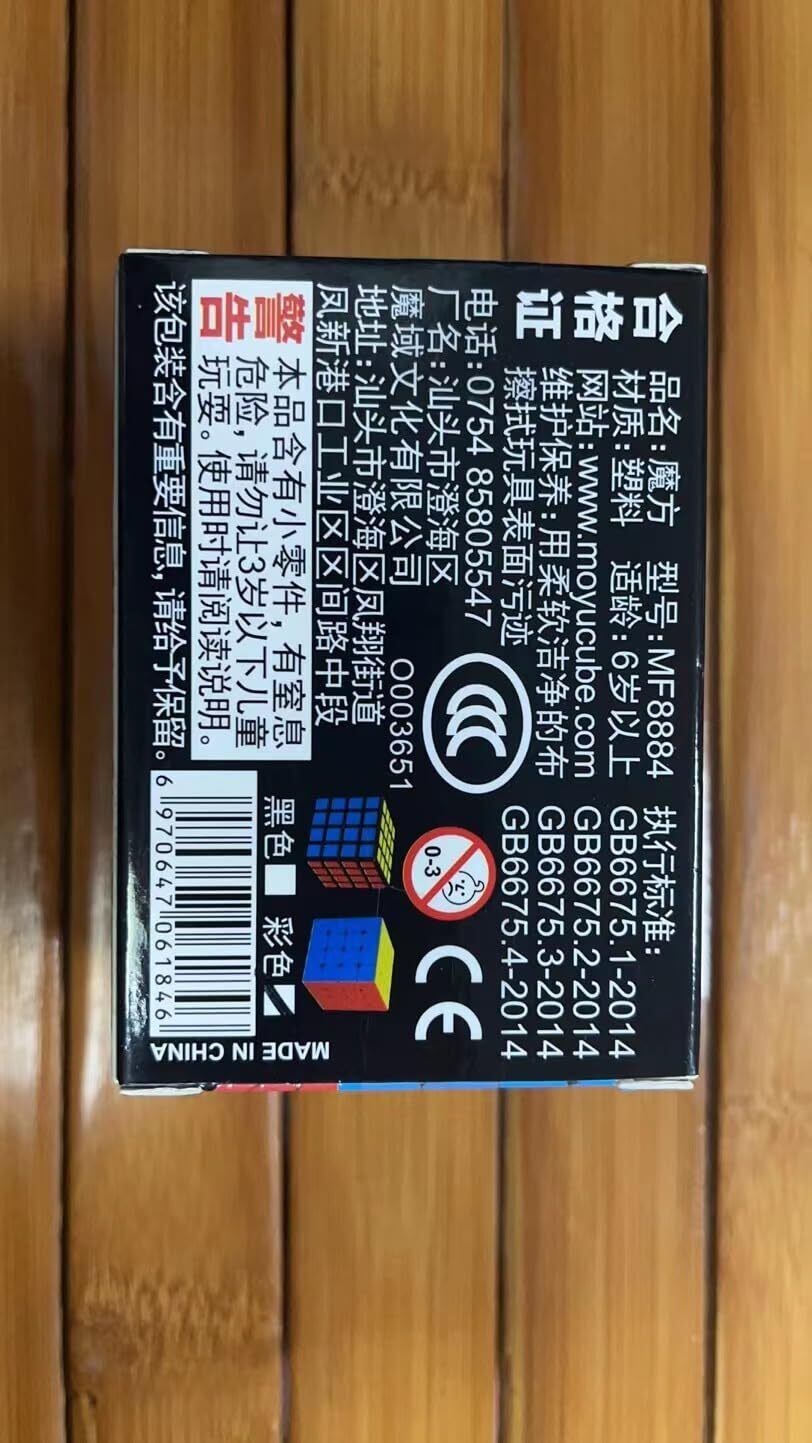 合格证
品名:魔方 型号:MF8884
材质:塑料 适龄:6岁以上
网站:www.moyucube.com
维护保养:用柔软洁净的布
擦拭玩具表面污迹
电话:0754 85805547
厂名:汕头市澄海区
魔域文化有限公司
地址:汕头市澄海区凤翔街道
凤新港口工业区区间路中段
O003651
执行标准:
GB6675.1-2014
GB6675.2-2014
GB6675.3-2014
GB6675.4-2014
CCC
0-3
CE
警告
本品含有小零件,有窒息
危险,请勿让3岁以下儿童
玩耍。使用时请阅读说明。
该包装含有重要信息,请给予保留。
黑色 彩色
6 970647 061846
MADE IN CHINA